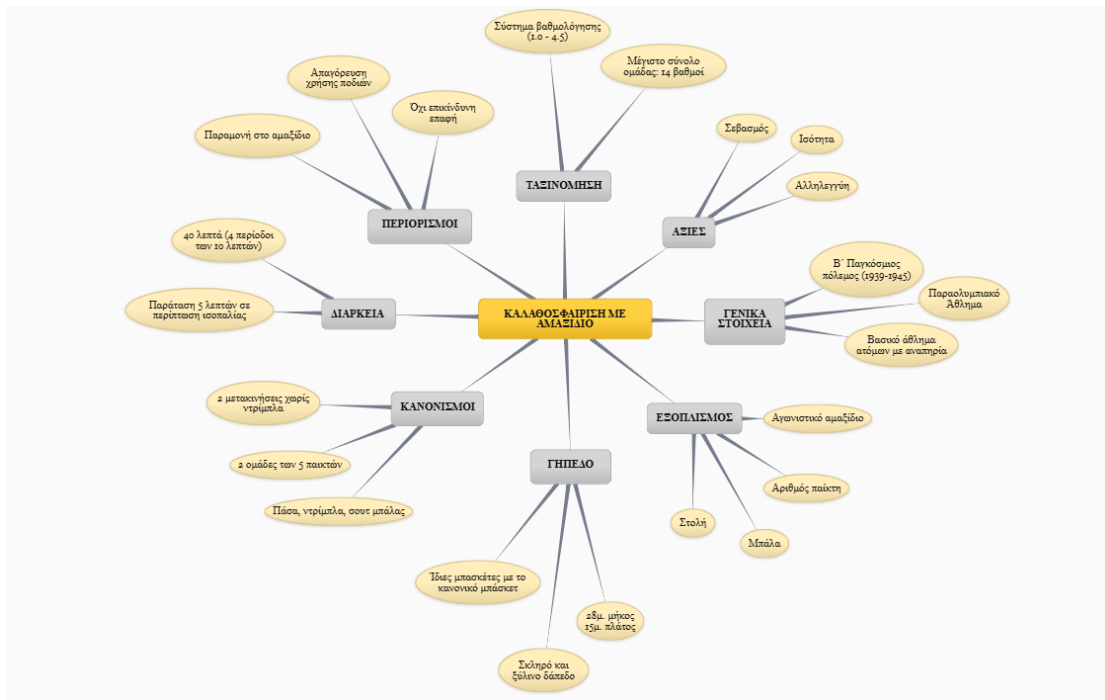 Σύστημα βαθμολόγησης
(1.0 - 4.5)
Μέγιστο σύνολο
ομάδας: 14 βαθμοί
ΤΑΞΙΝΟΜΗΣΗ
Απαγόρευση
χρήσης ποδιών
Όχι επικίνδυνη
επαφή
Παραμονή στο αμαξίδιο
ΠΕΡΙΟΡΙΣΜΟΙ
Σεβασμός
Ισότητα
Αλληλεγγύη
ΑΞΙΕΣ
40 λεπτά (4 περίοδοι
των 10 λεπτών)
Παράταση 5 λεπτών σε
περίπτωση ισοπαλίας
ΔΙΑΡΚΕΙΑ
ΚΑΛΑΘΟΣΦΑΙΡΙΣΗ ΜΕ
ΑΜΑΞΙΔΙΟ
ΓΕΝΙΚΑ
ΣΤΟΙΧΕΙΑ
Β΄ Παγκόσμιος
πόλεμος (1939-1945)
Παραολυμπιακό
Άθλημα
Βασικό άθλημα
ατόμων με αναπηρία
2 μετακινήσεις χωρίς
ντρίμπλα
ΚΑΝΟΝΙΣΜΟΙ
2 ομάδες των 5 παικτών
Πάσα, ντρίμπλα, σουτ μπάλας
ΕΞΟΠΛΙΣΜΟΣ
Αγωνιστικό αμαξίδιο
Αριθμός παίκτη
Στολή
Μπάλα
ΓΗΠΕΔΟ
Ίδιες μπασκέτες με το
κανονικό μπάσκετ
28μ. μήκος
15μ. πλάτος
Σκληρό και
ξύλινο δάπεδο